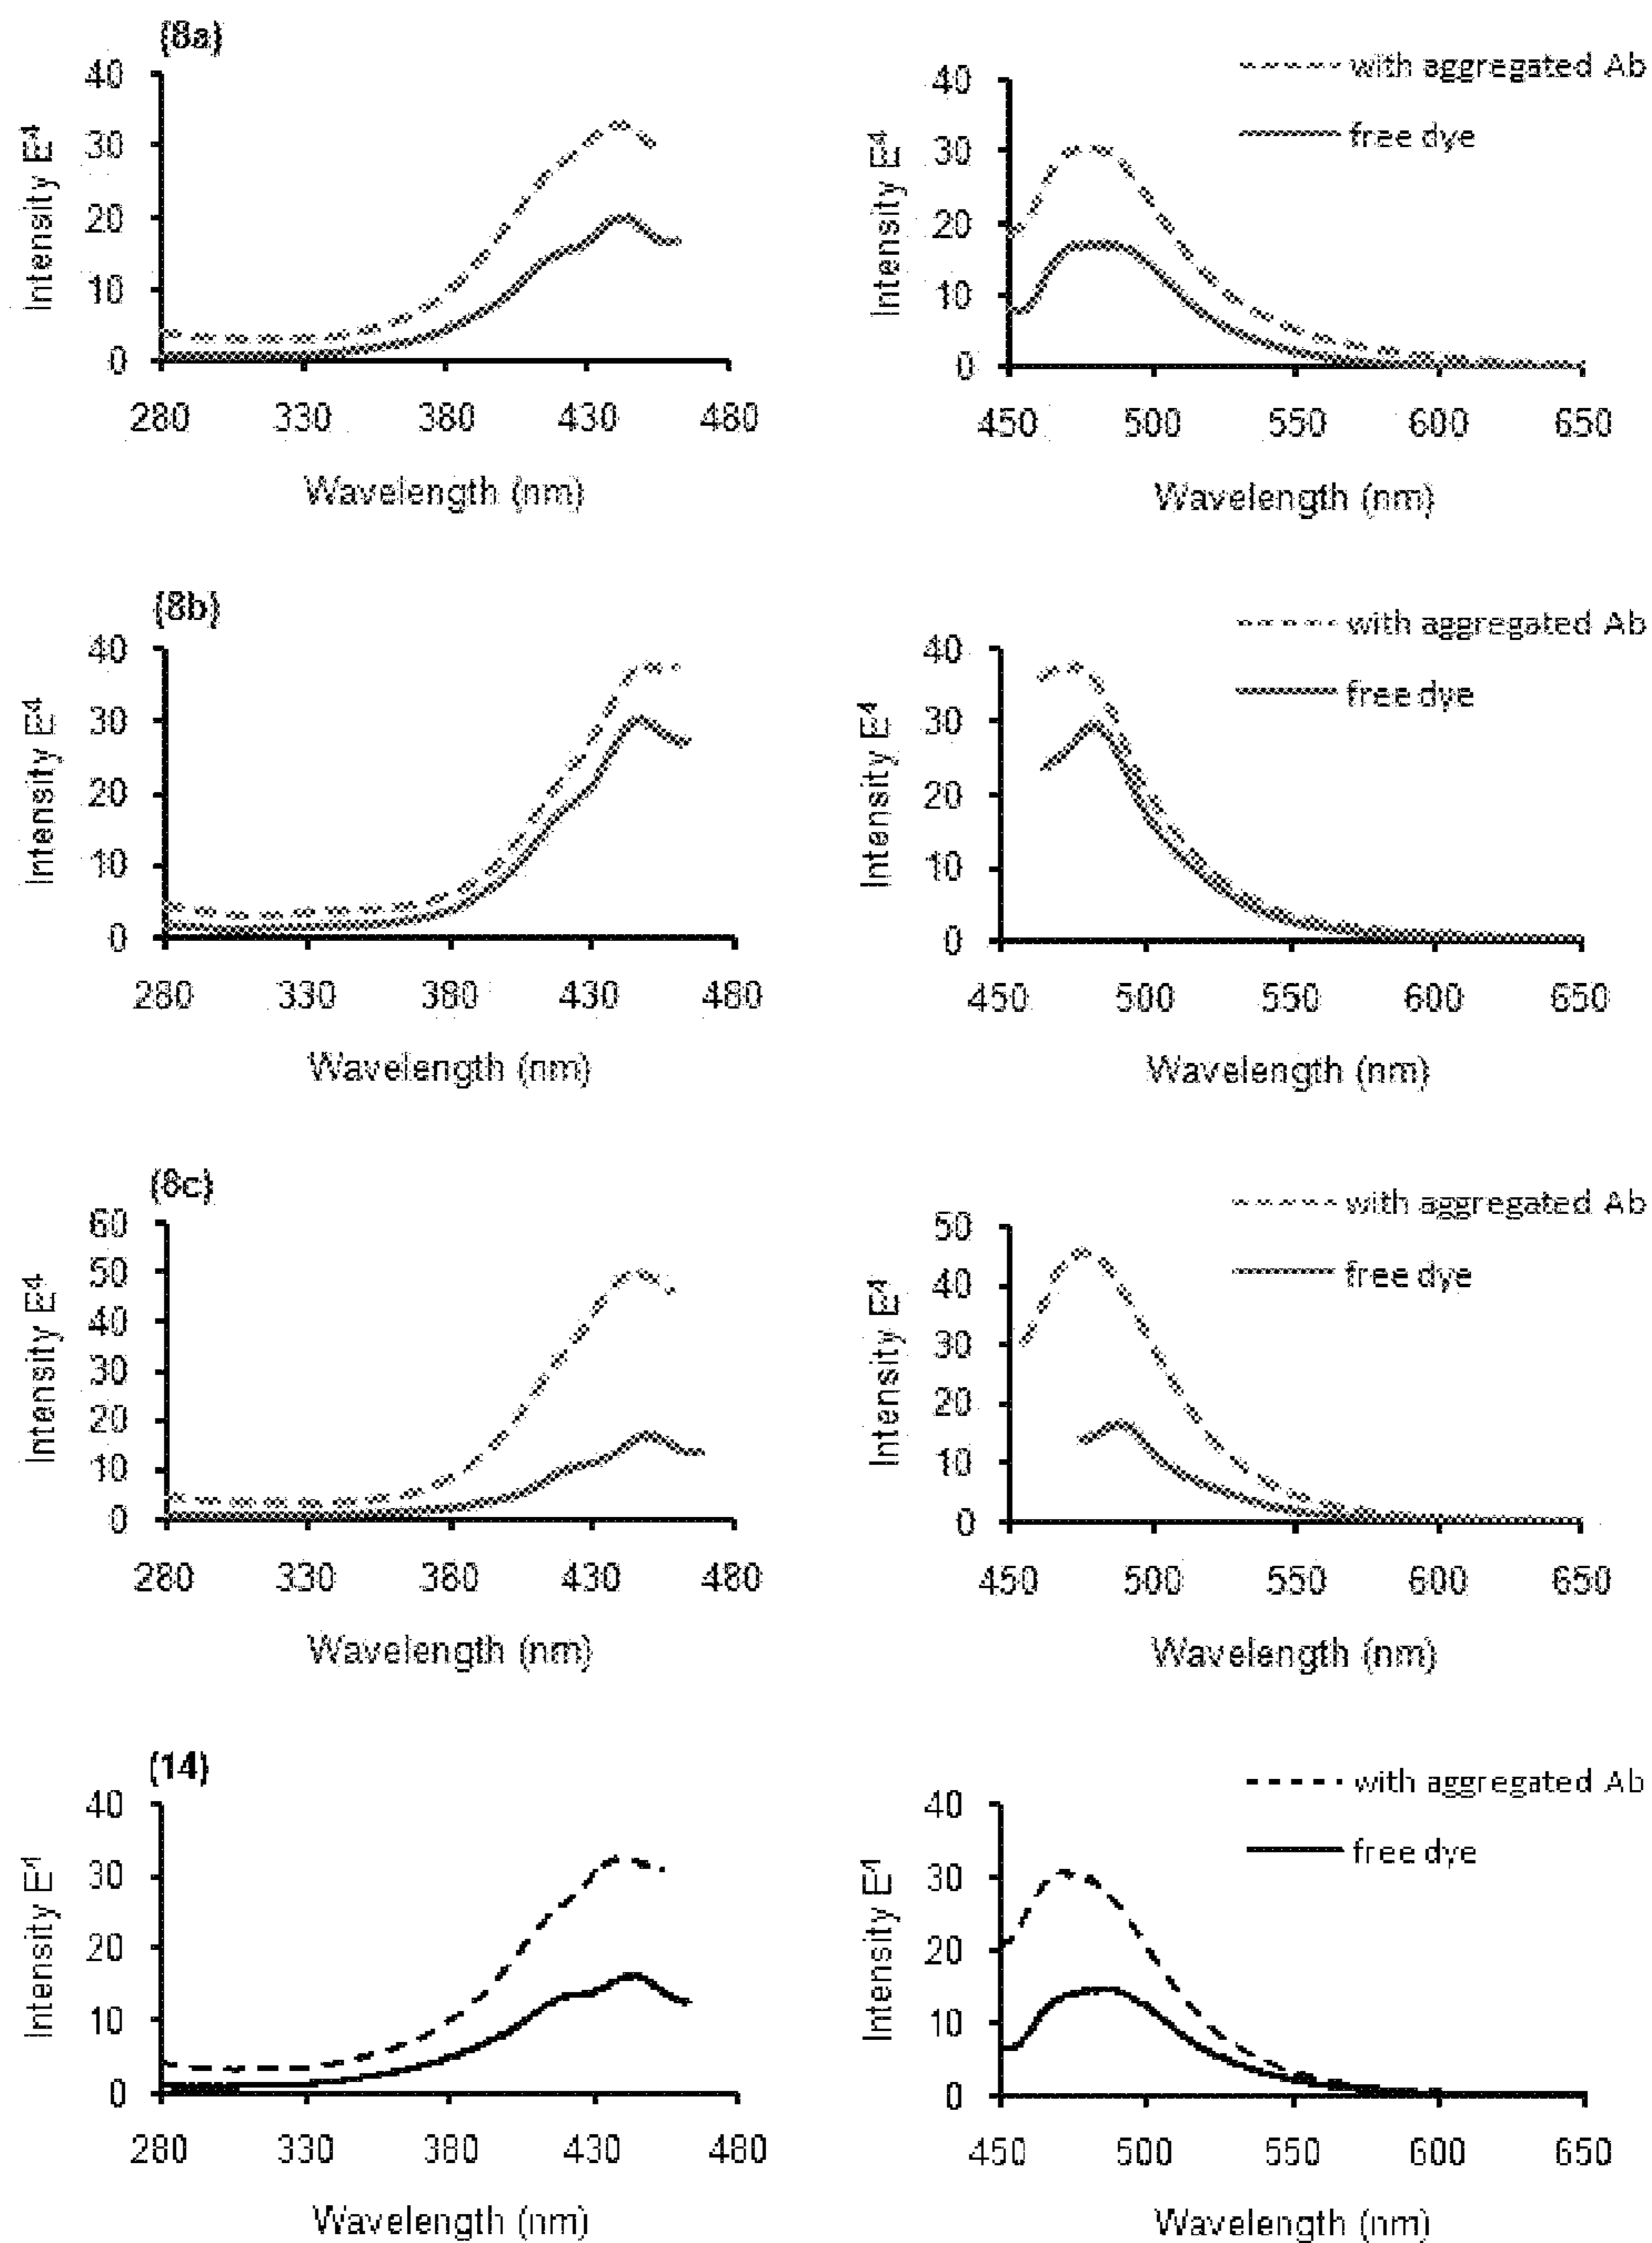 (8a)
with aggregated Ab
free dye
40
30
20
10
0
Intensity E4
280 330 380 430 480
Wavelength (nm)
40
30
20
10
0
Intensity E4
450 500 550 600 650
Wavelength (nm)
(8b)
with aggregated Ab
free dye
40
30
20
10
0
Intensity E4
280 330 380 430 480
Wavelength (nm)
40
30
20
10
0
Intensity E4
450 500 550 600 650
Wavelength (nm)
(8c)
with aggregated Ab
free dye
60
50
40
30
20
10
0
Intensity E4
280 330 380 430 480
Wavelength (nm)
50
40
30
20
10
0
Intensity E4
450 500 550 600 650
Wavelength (nm)
(14)
with aggregated Ab
free dye
40
30
20
10
0
Intensity E4
280 330 380 430 480
Wavelength (nm)
40
30
20
10
0
Intensity E4
450 500 550 600 650
Wavelength (nm)